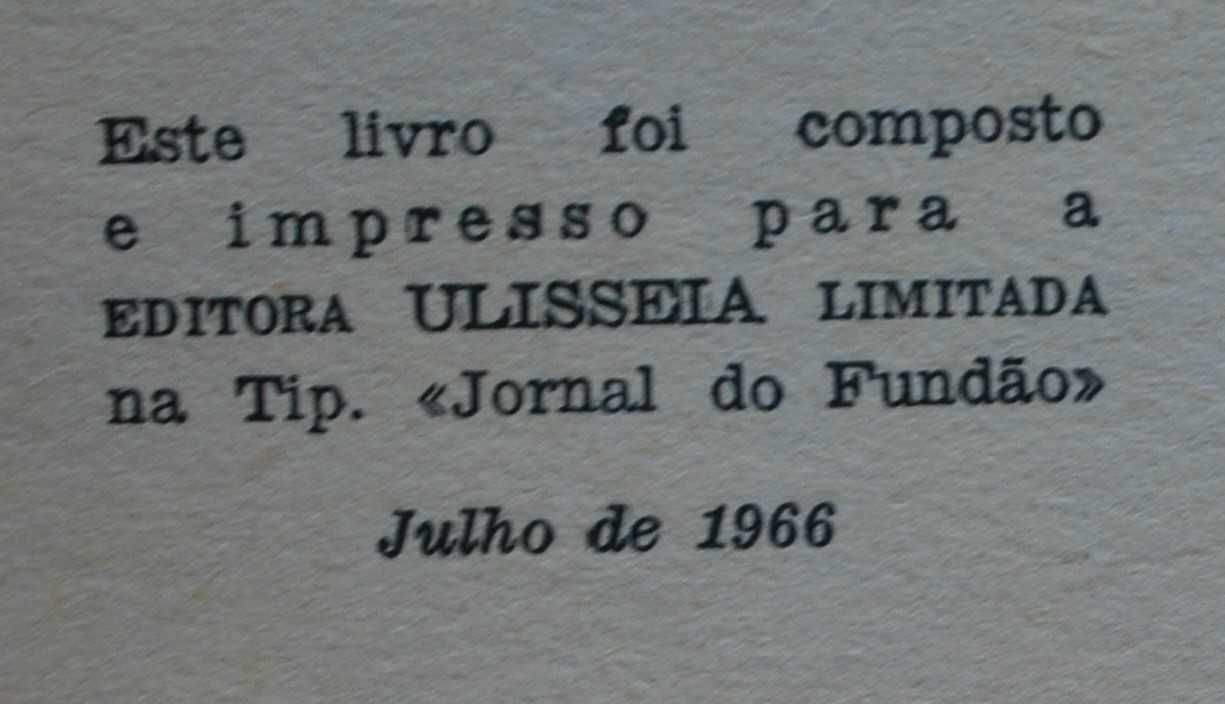 Este livro foi composto
e impresso para a
EDITORA ULISSEIA LIMITADA
na Tip. «Jornal do Fundão»
Julho de 1966